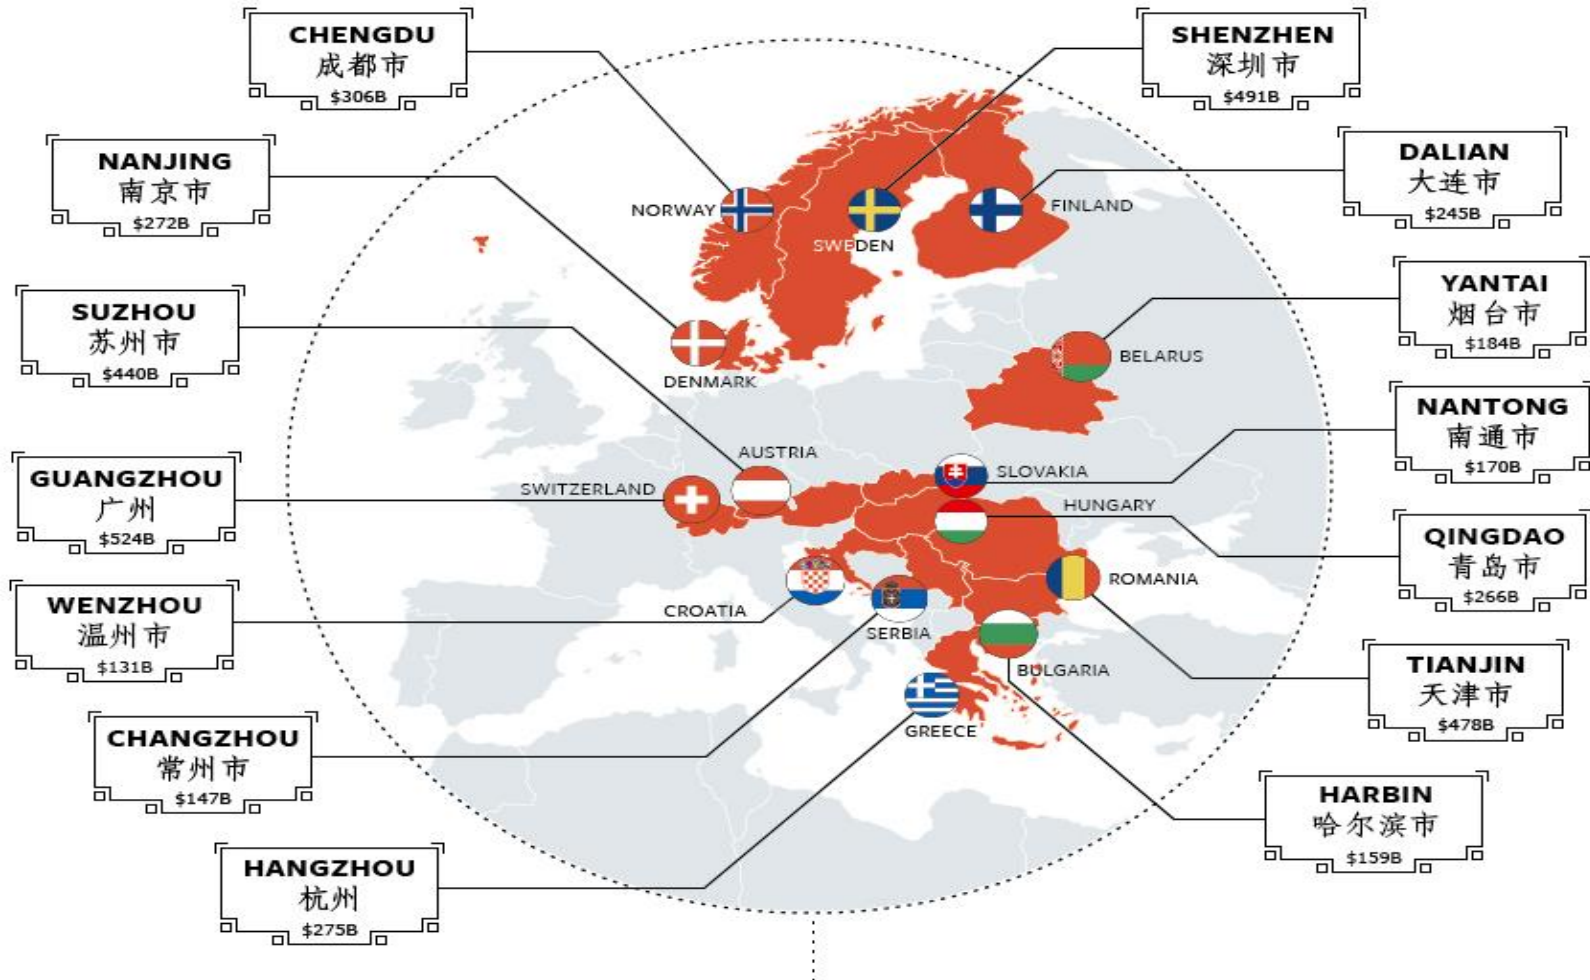 CHENGDU
成都市
$306B
SHENZHEN
深圳市
$491B
NANJING
南京市
$272B
DALIAN
大连市
$245B
NORWAY
SWEDEN
FINLAND
SUZHOU
苏州市
$440B
YANTAI
烟台市
$184B
DENMARK
BELARUS
NANTONG
南通市
$170B
AUSTRIA
SLOVAKIA
GUANGZHOU
广州
$524B
SWITZERLAND
HUNGARY
QINGDAO
青岛市
$266B
WENZHOU
温州市
$131B
CROATIA
SERBIA
ROMANIA
BULGARIA
TIANJIN
天津市
$478B
CHANGZHOU
常州市
$147B
GREECE
HARBIN
哈尔滨市
$159B
HANGZHOU
杭州
$275B